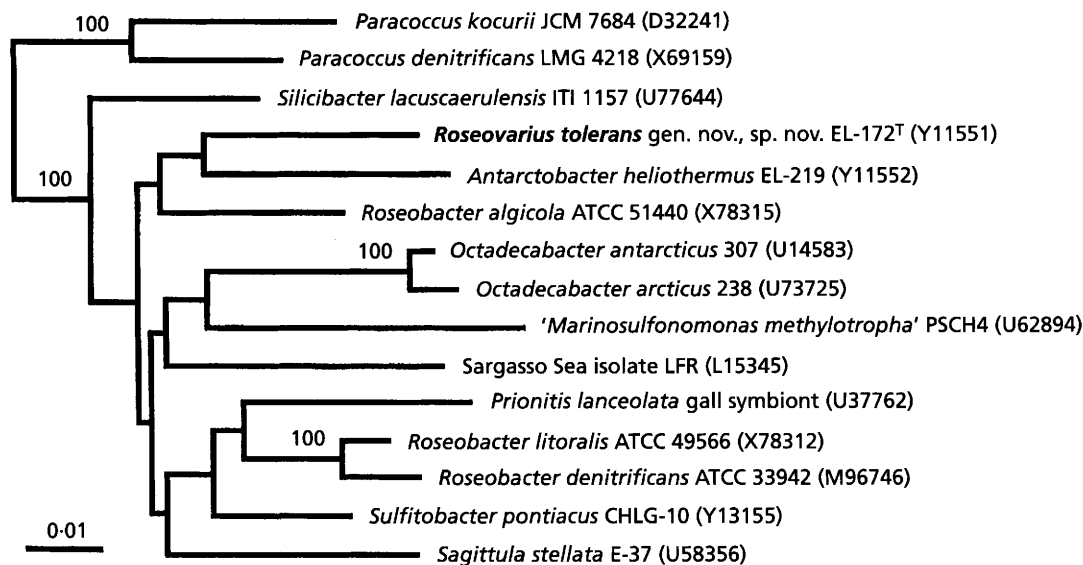 100
Paracoccus kocurii JCM 7684 (D32241)
Paracoccus denitrificans LMG 4218 (X69159)
Silicibacter lacuscaerulensis ITI 1157 (U77644)
Roseovarius tolerans gen. nov., sp. nov. EL-172ᵀ (Y11551)
100
Antarctobacter heliothermus EL-219 (Y11552)
Roseobacter algicola ATCC 51440 (X78315)
100
Octadecabacter antarcticus 307 (U14583)
Octadecabacter arcticus 238 (U73725)
'Marinosulfonomonas methylotropha' PSCH4 (U62894)
Sargasso Sea isolate LFR (L15345)
Prionitis lanceolata gall symbiont (U37762)
100
Roseobacter litoralis ATCC 49566 (X78312)
Roseobacter denitrificans ATCC 33942 (M96746)
Sulfitobacter pontiacus CHLG-10 (Y13155)
0·01
Sagittula stellata E-37 (U58356)